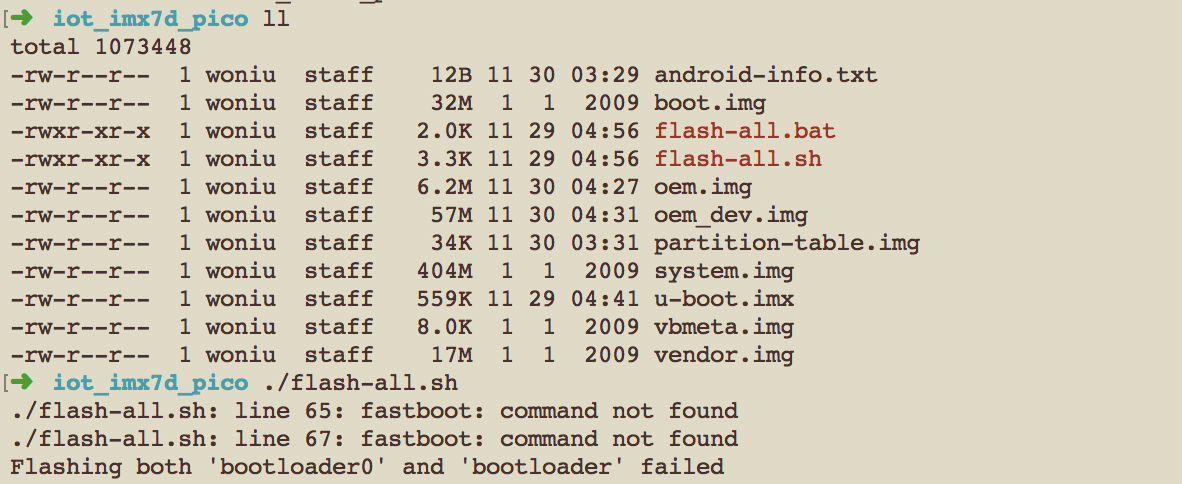 [➜ iot_imx7d_pico ll
total 1073448
-rw-r--r-- 1 woniu staff 12B 11 30 03:29 android-info.txt
-rw-r--r-- 1 woniu staff 32M 1 1 2009 boot.img
-rwxr-xr-x 1 woniu staff 2.0K 11 29 04:56 flash-all.bat
-rwxr-xr-x 1 woniu staff 3.3K 11 29 04:56 flash-all.sh
-rw-r--r-- 1 woniu staff 6.2M 11 30 04:27 oem.img
-rw-r--r-- 1 woniu staff 57M 11 30 04:31 oem_dev.img
-rw-r--r-- 1 woniu staff 34K 11 30 03:31 partition-table.img
-rw-r--r-- 1 woniu staff 404M 1 1 2009 system.img
-rw-r--r-- 1 woniu staff 559K 11 29 04:41 u-boot.imx
-rw-r--r-- 1 woniu staff 8.0K 1 1 2009 vbmeta.img
-rw-r--r-- 1 woniu staff 17M 1 1 2009 vendor.img
[➜ iot_imx7d_pico ./flash-all.sh
./flash-all.sh: line 65: fastboot: command not found
./flash-all.sh: line 67: fastboot: command not found
Flashing both 'bootloader0' and 'bootloader' failed